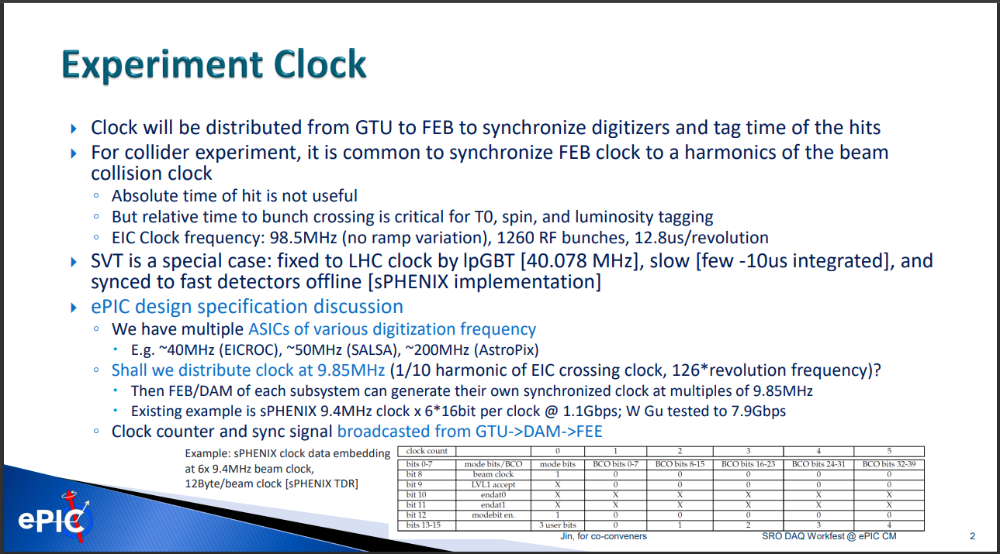 Experiment Clock
Clock will be distributed from GTU to FEB to synchronize digitizers and tag time of the hits
For collider experiment, it is common to synchronize FEB clock to a harmonics of the beam
collision clock
Absolute time of hit is not useful
But relative time to bunch crossing is critical for T0, spin, and luminosity tagging
EIC Clock frequency: 98.5MHz (no ramp variation), 1260 RF bunches, 12.8us/revolution
SVT is a special case: fixed to LHC clock by lpGBT [40.078 MHz], slow [few -10us integrated], and
synced to fast detectors offline [sPHENIX implementation]
ePIC design specification discussion
We have multiple ASICs of various digitization frequency
E.g. ~40MHz (EICROC), ~50MHz (SALSA), ~200MHz (AstroPix)
Shall we distribute clock at 9.85MHz (1/10 harmonic of EIC crossing clock, 126*revolution frequency)?
Then FEB/DAM of each subsystem can generate their own synchronized clock at multiples of 9.85MHz
Existing example is sPHENIX 9.4MHz clock x 6*16bit per clock @ 1.1Gbps; W Gu tested to 7.9Gbps
Clock counter and sync signal broadcasted from GTU->DAM->FEE
Example: sPHENIX clock data embedding
at 6x 9.4MHz beam clock,
12Byte/beam clock [sPHENIX TDR]
clock count 0 1 2 3 4 5
bits 0-7 mode bits/BCO mode bits BCO bits 0-7 BCO bits 8-15 BCO bits 16-23 BCO bits 24-31 BCO bits 32-39
bit 8 beam clock 1 0 0 0 0 0
bit 9 LVL1 accept X 0 0 0 0 0
bit 10 endat0 X X X X X X
bit 11 endat1 X X X X X X
bit 12 modebit en. 1 0 0 0 0 0
bits 13-15 3 user bits 0 1 2 3 4
ePIC
Jin, for co-conveners
SRO DAQ Workfest @ ePIC CM
2